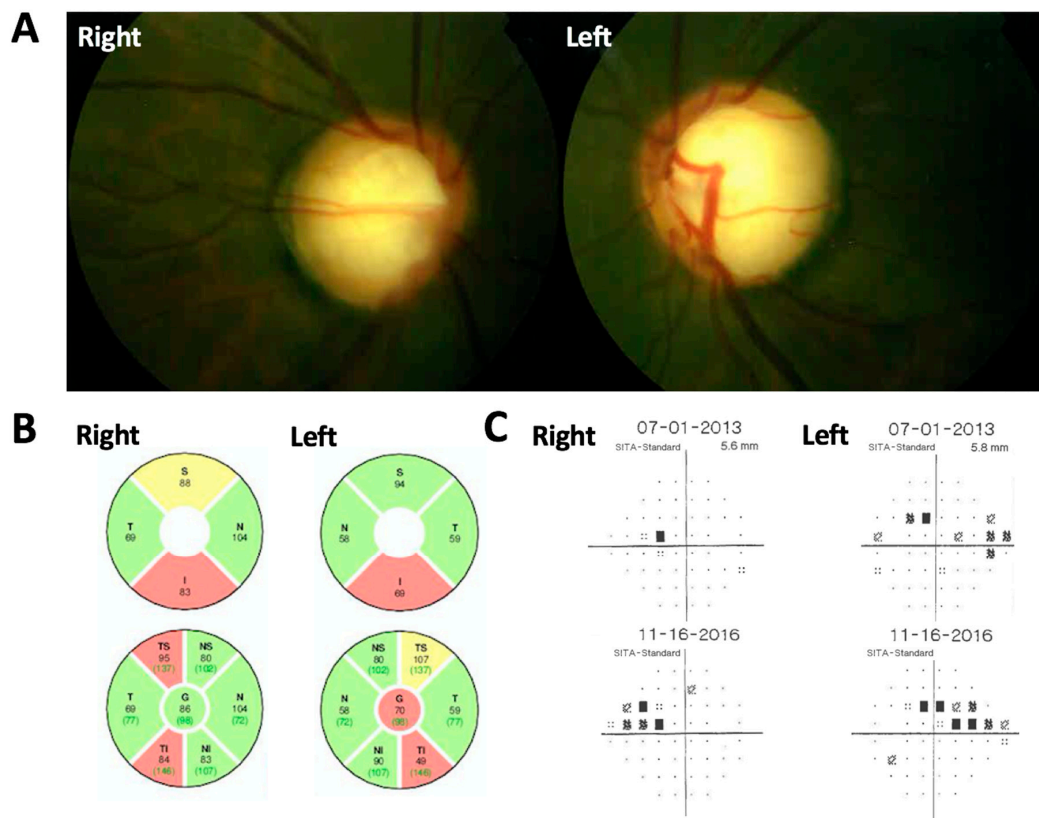 A
Right
Left
B
Right
Left
S
88
T
69
N
104
I
83
S
94
N
58
T
59
I
69
TS
95
(137)
NS
80
(102)
T
69
(77)
G
86
(98)
N
104
(72)
TI
84
(146)
NI
83
(107)
NS
80
(102)
TS
107
(137)
N
58
(72)
G
70
(98)
T
59
(77)
NI
90
(107)
TI
49
(146)
C
Right
Left
07-01-2013
SITA-Standard 5.6 mm
07-01-2013
SITA-Standard 5.8 mm
11-16-2016
SITA-Standard
11-16-2016
SITA-Standard